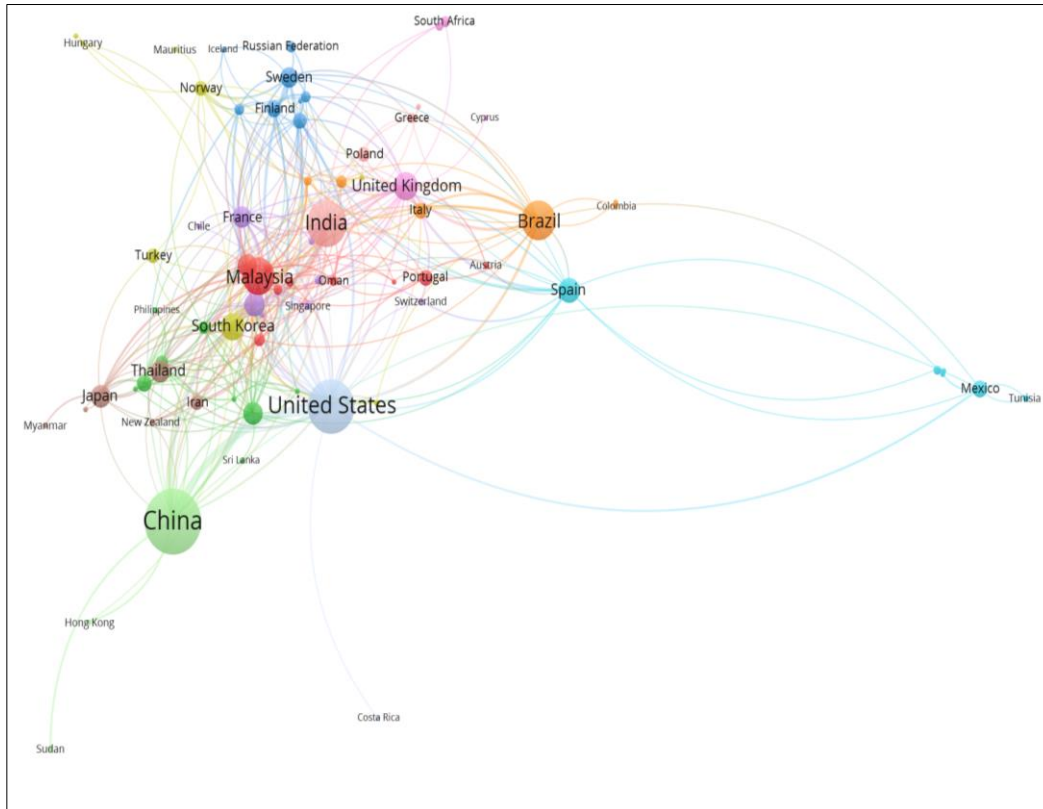 South Africa
Hungary
Mauritius
Iceland
Russian Federation
Sweden
Norway
Finland
Greece
Cyprus
Poland
United Kingdom
France
Chile
India
Italy
Brazil
Colombia
Turkey
Malaysia
Oman
Portugal
Austria
Spain
Philippines
Singapore
Switzerland
South Korea
Thailand
Japan
Iran
United States
Mexico
Tunisia
Myanmar
New Zealand
Sri Lanka
China
Hong Kong
Costa Rica
Sudan